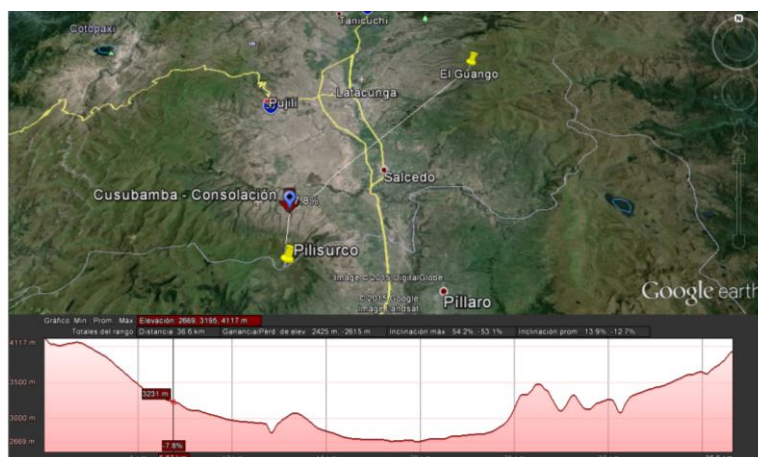 Tanicuchi
Cotopaxi
El Guango
Latacunga
Pujilí
Salcedo
Cusubamba - Consolación
7.8%
Pilisurco
Image © 2015 DigitalGlobe
© 2015 Google
Image Landsat
Pillaro
Google earth
Gráfico Min Prom Máx Elevación 2669, 3195, 4117 m
Totales del rango Distancia 36.6 km Ganancia/Pérd de elev 2425 m, -2615 m Inclinación máx 54.2% -53.1% Inclinación prom 13.9% -12.7%
4117 m
3500 m
3231 m
3000 m
2669 m
-7.8%